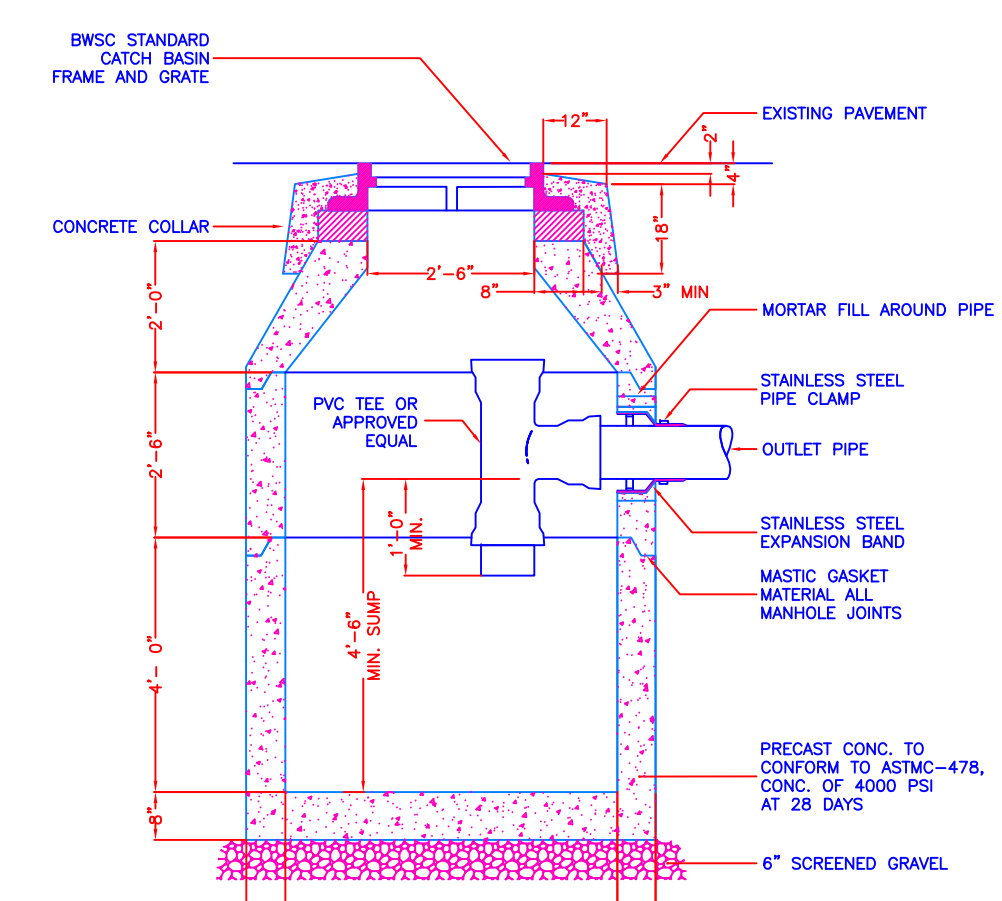 BWSC STANDARD
CATCH BASIN
FRAME AND GRATE
12"
EXISTING PAVEMENT
2"
4"
CONCRETE COLLAR
18"
2'-6"
8"
3" MIN
2'-0"
MORTAR FILL AROUND PIPE
STAINLESS STEEL
PIPE CLAMP
PVC TEE OR
APPROVED
EQUAL
OUTLET PIPE
2'-6"
1'-0"
MIN.
STAINLESS STEEL
EXPANSION BAND
MASTIC GASKET
MATERIAL ALL
MANHOLE JOINTS
4'-6"
MIN. SUMP
4'- 0"
PRECAST CONC. TO
CONFORM TO ASTMC-478,
CONC. OF 4000 PSI
AT 28 DAYS
8"
6" SCREENED GRAVEL